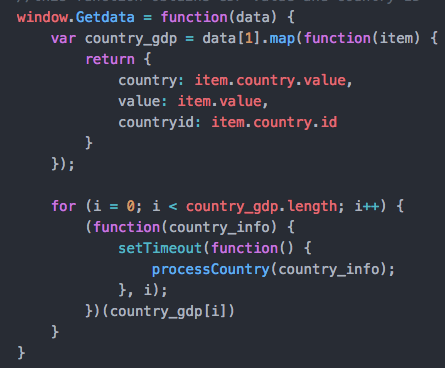 window.Getdata = function(data) {
    var country_gdp = data[1].map(function(item) {
        return {
            country: item.country.value,
            value: item.value,
            countryid: item.country.id
        }
    });

    for (i = 0; i < country_gdp.length; i++) {
        (function(country_info) {
            setTimeout(function() {
                processCountry(country_info);
            }, i);
        })(country_gdp[i])
    }
}